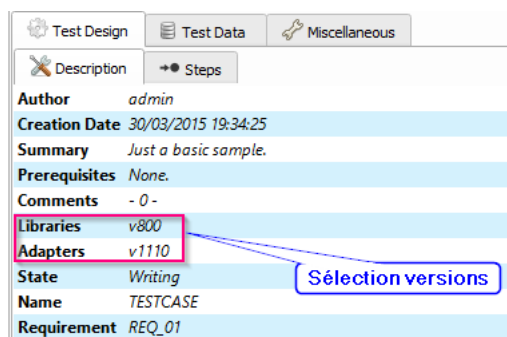 Test Design Test Data Miscellaneous
Description Steps
Author admin
Creation Date 30/03/2015 19:34:25
Summary Just a basic sample.
Prerequisites None.
Comments - 0 -
Libraries v800
Adapters v1110
State Writing
Sélection versions
Name TESTCASE
Requirement REQ_01